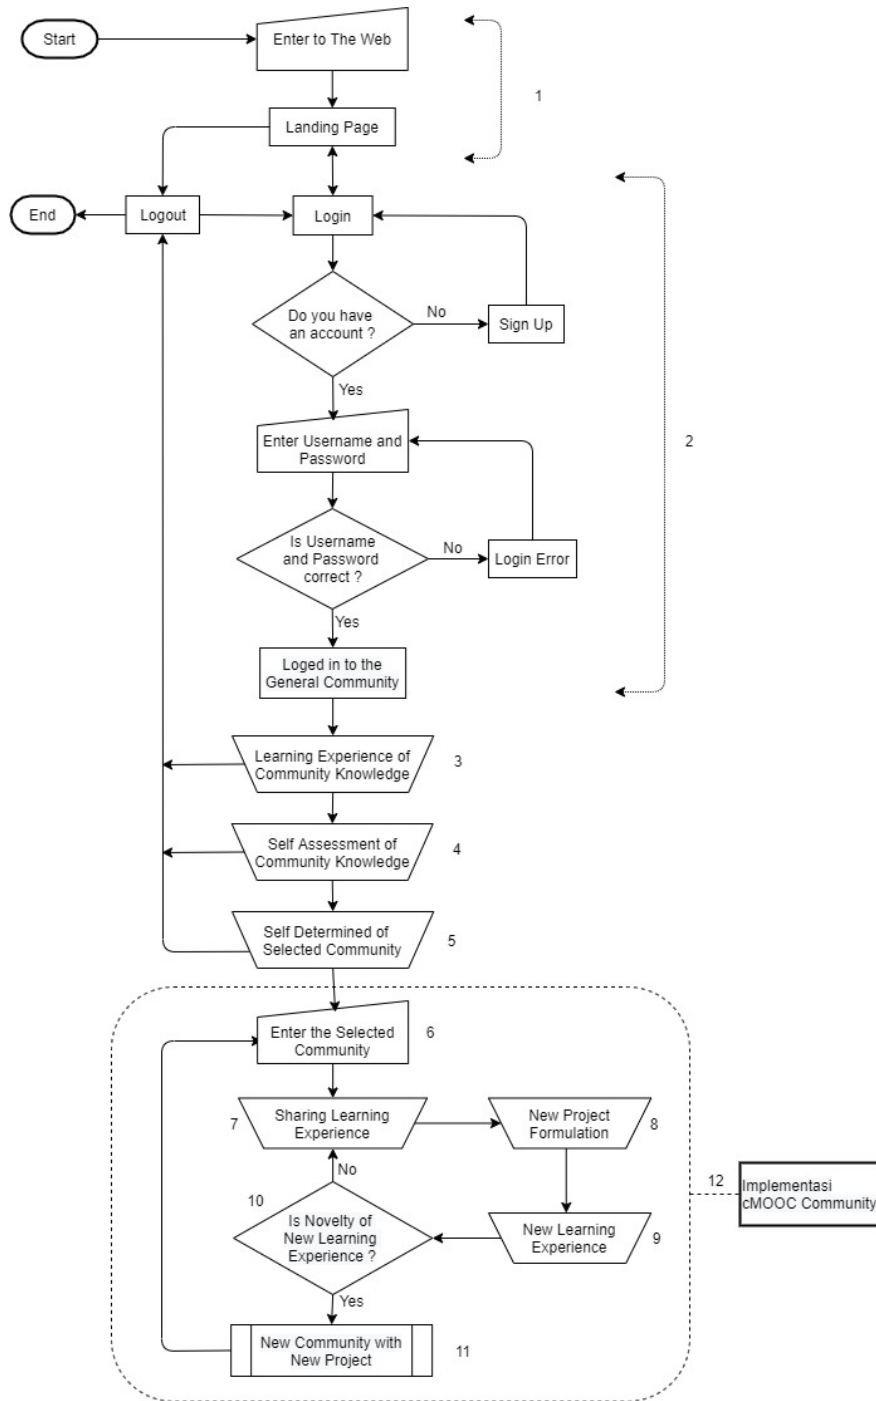 Start
Enter to The Web
1
Landing Page
End
Logout
Login
Do you have
an account ?
No
Sign Up
Yes
Enter Username and
Password
2
Is Username
and Password
correct ?
No
Login Error
Yes
Loged in to the
General Community
Learning Experience of
Community Knowledge
3
Self Assessment of
Community Knowledge
4
Self Determined of
Selected Community
5
Enter the Selected
Community
6
7
Sharing Learning
Experience
New Project
Formulation
8
No
10
Is Novelty of
New Learning
Experience ?
New Learning
Experience
9
12
Implementasi
cMOOC Community
Yes
New Community with
New Project
11